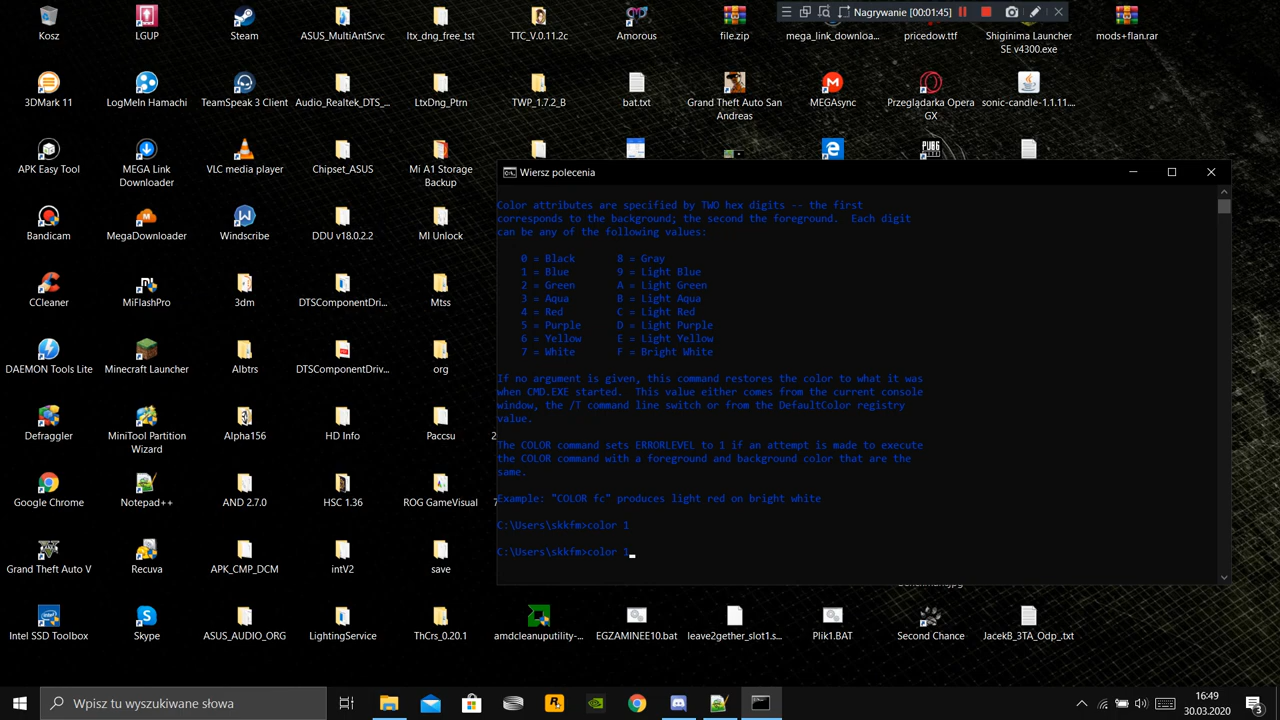 Kosz
LGUP
Steam
ASUS_MultiAntSrvc
ltx_dng_free_tst
TTC_V.0.11.2c
Amorous
file.zip
mega_link_downloa...
pricedow.ttf
Shiginima Launcher
SE v4300.exe
mods+flan.rar
Nagrywanie [00:01:45]
3DMark 11
LogMeIn Hamachi
TeamSpeak 3 Client
Audio_Realtek_DTS_...
LtxDng_Ptrn
TWP_1.7.2_B
bat.txt
Grand Theft Auto San
Andreas
MEGAsync
Przeglądarka Opera
GX
sonic-candle-1.1.11....
APK Easy Tool
MEGA Link
Downloader
VLC media player
Chipset_ASUS
Mi A1 Storage
Backup
Bandicam
MegaDownloader
Windscribe
DDU v18.0.2.2
MI Unlock
CCleaner
MiFlashPro
3dm
DTSComponentDri...
Mtss
DAEMON Tools Lite
Minecraft Launcher
Albtrs
DTSComponentDriv...
org
Defraggler
MiniTool Partition
Wizard
Alpha156
HD Info
Paccsu
Google Chrome
Notepad++
AND 2.7.0
HSC 1.36
ROG GameVisual
Grand Theft Auto V
Recuva
APK_CMP_DCM
intV2
save
Intel SSD Toolbox
Skype
ASUS_AUDIO_ORG
LightingService
ThCrs_0.20.1
amdcleanuputility-...
EGZAMINEE10.bat
leave2gether_slot1.s...
Plik1.BAT
Second Chance
JacekB_3TA_Odp_.txt
Wiersz polecenia
Color attributes are specified by TWO hex digits -- the first
corresponds to the background; the second the foreground.  Each digit
can be any of the following values:
0 = Black 8 = Gray
1 = Blue 9 = Light Blue
2 = Green A = Light Green
3 = Aqua B = Light Aqua
4 = Red C = Light Red
5 = Purple D = Light Purple
6 = Yellow E = Light Yellow
7 = White F = Bright White
If no argument is given, this command restores the color to what it was
when CMD.EXE started.  This value either comes from the current console
window, the /T command line switch or from the DefaultColor registry
value.
The COLOR command sets ERRORLEVEL to 1 if an attempt is made to execute
the COLOR command with a foreground and background color that are the
same.
Example: "COLOR fc" produces light red on bright white
C:\Users\skkfm>color 1
C:\Users\skkfm>color 1
Wpisz tu wyszukiwane słowa
16:49
30.03.2020
3